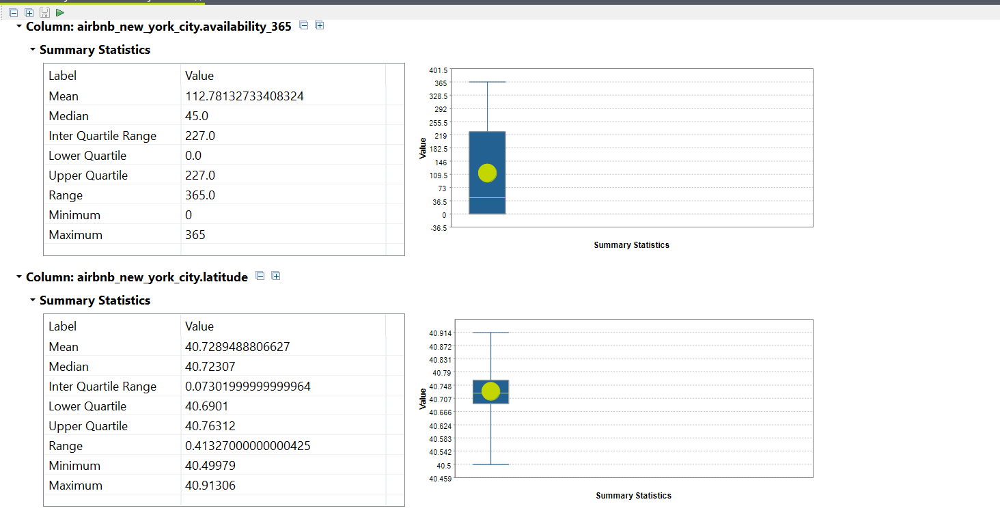 Column: airbnb_new_york_city.availability_365
Summary Statistics
Label Value
Mean 112.78132733408324
Median 45.0
Inter Quartile Range 227.0
Lower Quartile 0.0
Upper Quartile 227.0
Range 365.0
Minimum 0
Maximum 365
401.5
365
328.5
292
255.5
219
182.5
146
109.5
73
36.5
0
-36.5
Value
Summary Statistics
Column: airbnb_new_york_city.latitude
Summary Statistics
Label Value
Mean 40.7289488806627
Median 40.72307
Inter Quartile Range 0.07301999999999964
Lower Quartile 40.6901
Upper Quartile 40.76312
Range 0.41327000000000425
Minimum 40.49979
Maximum 40.91306
40.914
40.872
40.831
40.79
40.748
40.707
40.666
40.624
40.583
40.542
40.5
40.459
Value
Summary Statistics